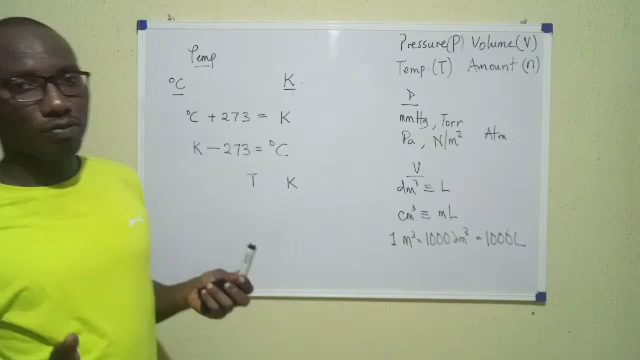 Temp
°C K
°C + 273 = K
K − 273 = °C
T K
Pressure(P) Volume(V)
Temp.(T) Amount(n)
P
mmHg, Torr
Pa, N/m² Atm.
V
dm³ ≡ L
cm³ ≡ mL
1 m³ = 1000 dm³ = 1000L